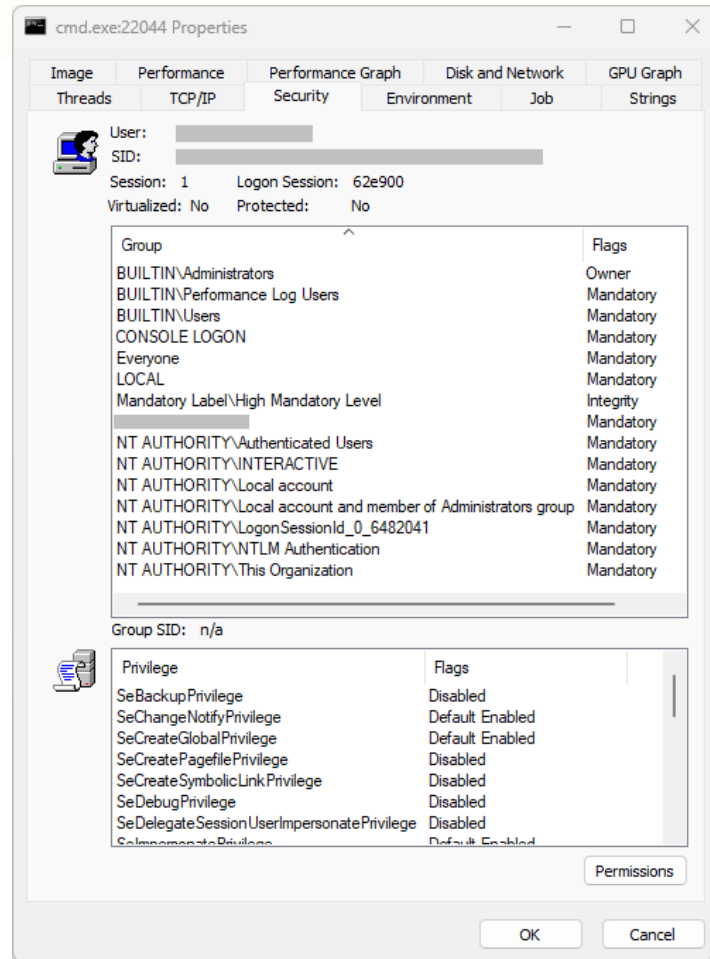 cmd.exe:22044 Properties
Image Performance Performance Graph Disk and Network GPU Graph
Threads TCP/IP Security Environment Job Strings
User:
SID:
Session: 1 Logon Session: 62e900
Virtualized: No Protected: No
Group Flags
BUILTIN\Administrators Owner
BUILTIN\Performance Log Users Mandatory
BUILTIN\Users Mandatory
CONSOLE LOGON Mandatory
Everyone Mandatory
LOCAL Mandatory
Mandatory Label\High Mandatory Level Integrity
Mandatory
NT AUTHORITY\Authenticated Users Mandatory
NT AUTHORITY\INTERACTIVE Mandatory
NT AUTHORITY\Local account Mandatory
NT AUTHORITY\Local account and member of Administrators group Mandatory
NT AUTHORITY\LogonSessionId_0_6482041 Mandatory
NT AUTHORITY\NTLM Authentication Mandatory
NT AUTHORITY\This Organization Mandatory
Group SID: n/a
Privilege Flags
SeBackupPrivilege Disabled
SeChangeNotifyPrivilege Default Enabled
SeCreateGlobalPrivilege Default Enabled
SeCreatePagefilePrivilege Disabled
SeCreateSymbolicLinkPrivilege Disabled
SeDebugPrivilege Disabled
SeDelegateSessionUserImpersonatePrivilege Disabled
SeImpersonatePrivilege Default Enabled
Permissions
OK Cancel